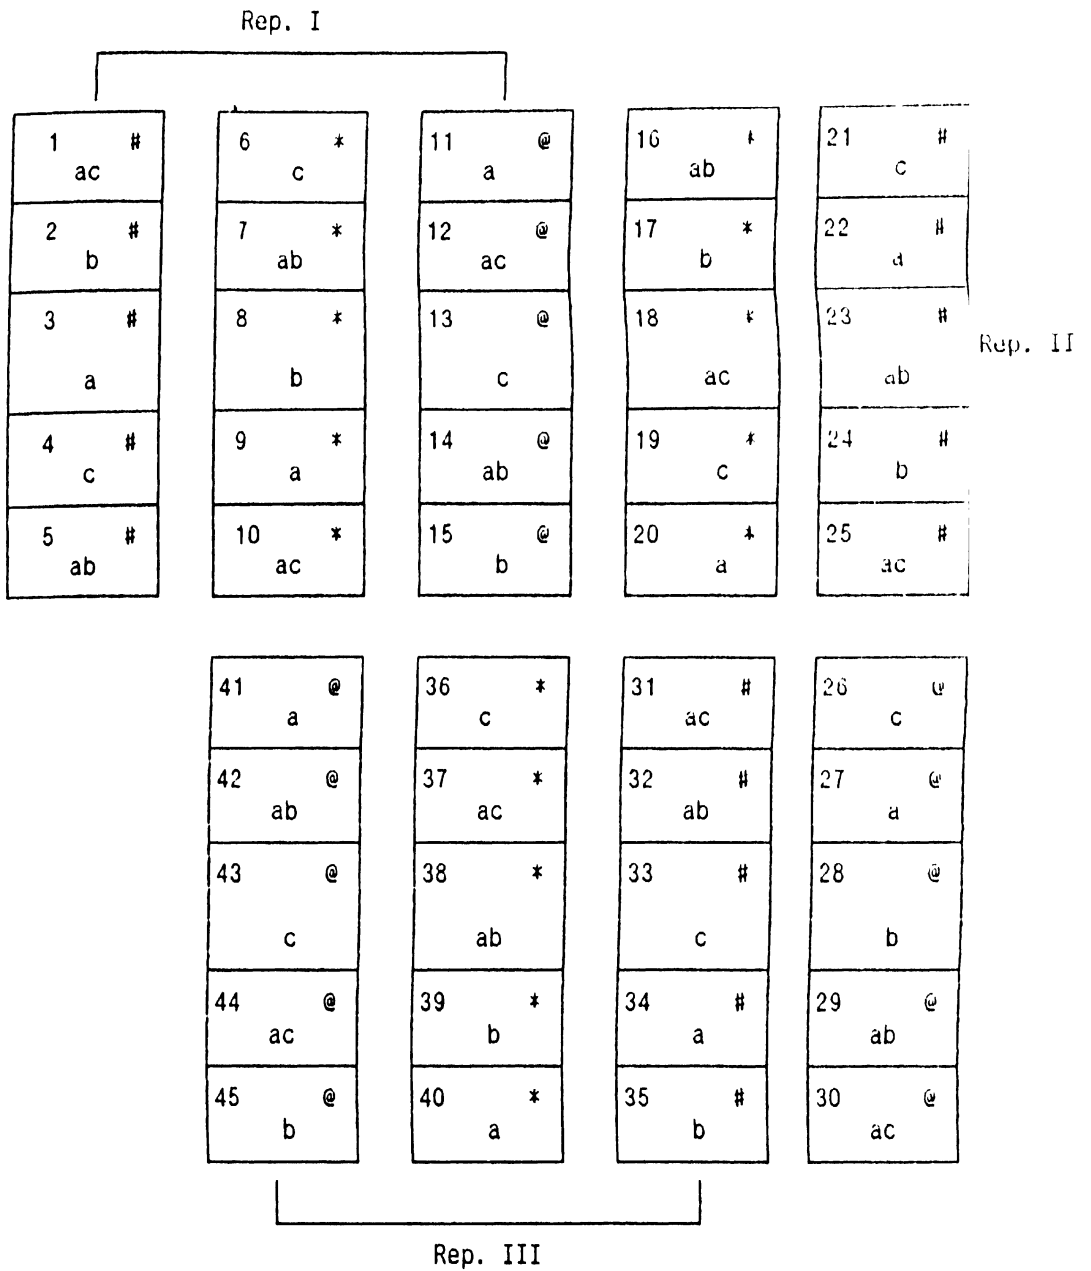 Rep. I
1 # 6 * 11 @ 16 * 21 #
ac c a ab c
2 # 7 * 12 @ 17 * 22 #
b ab ac b a
3 # 8 * 13 @ 18 * 23 #
Rep. II
a b c ac ab
4 # 9 * 14 @ 19 * 24 #
c a ab c b
5 # 10 * 15 @ 20 * 25 #
ab ac b a ac
41 @ 36 * 31 # 26 @
a c ac c
42 @ 37 * 32 # 27 @
ab ac ab a
43 @ 38 * 33 # 28 @
c ab c b
44 @ 39 * 34 # 29 @
ac b a ab
45 @ 40 * 35 # 30 @
b a b ac
Rep. III